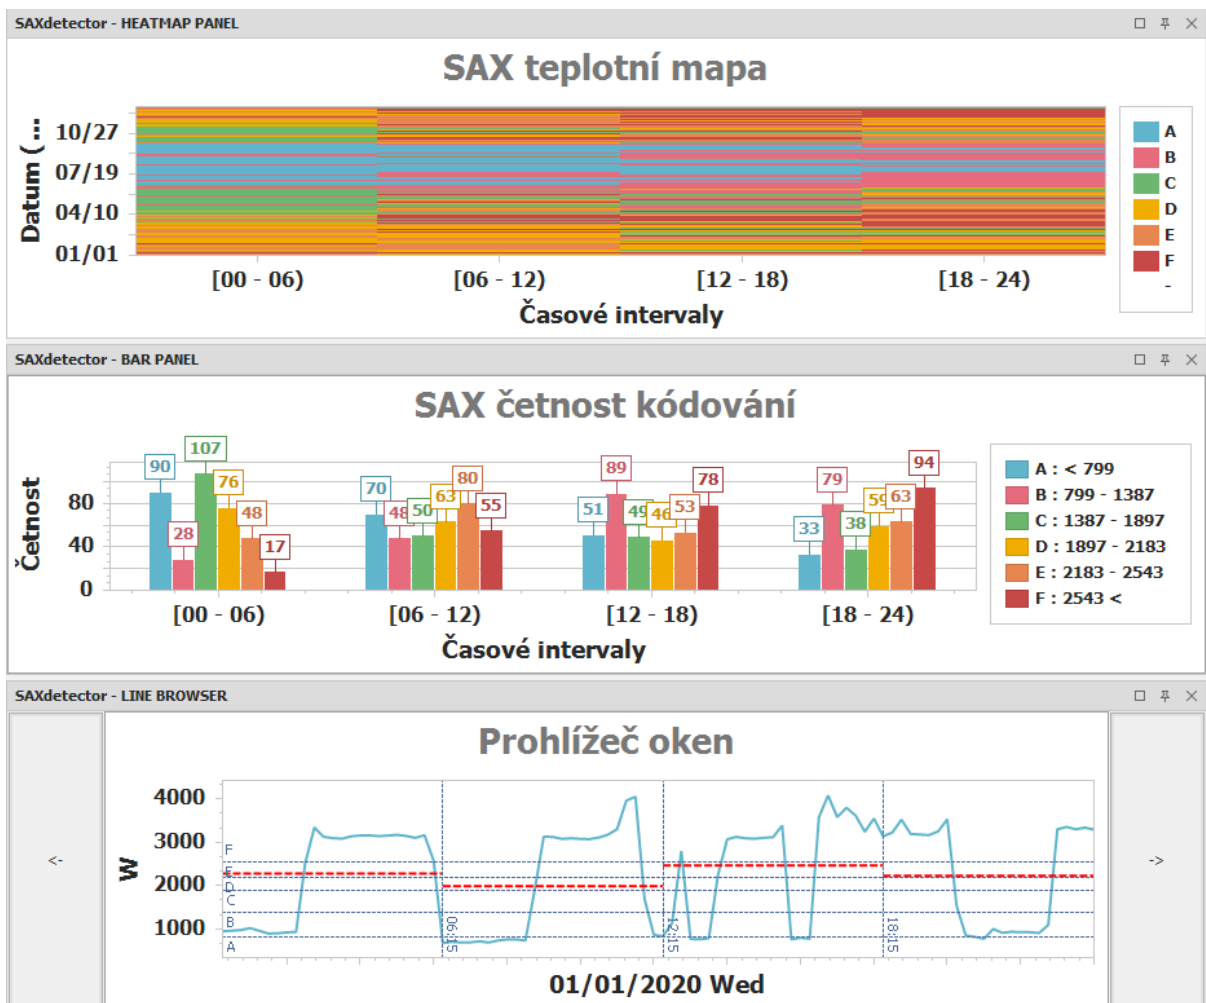 SAXdetector - HEATMAP PANEL
SAX teplotní mapa
Datum ( ...
10/27
07/19
04/10
01/01
[00 - 06)
[06 - 12)
[12 - 18)
[18 - 24)
Časové intervaly
A
B
C
D
E
F
-
SAXdetector - BAR PANEL
SAX četnost kódování
Četnost
80
40
0
90
28
107
76
48
17
70
48
50
63
80
55
51
89
49
46
53
78
33
79
38
59
63
94
[00 - 06)
[06 - 12)
[12 - 18)
[18 - 24)
Časové intervaly
A : < 799
B : 799 - 1387
C : 1387 - 1897
D : 1897 - 2183
E : 2183 - 2543
F : 2543 <
SAXdetector - LINE BROWSER
<-
Prohlížeč oken
W
4000
3000
2000
1000
F
E
D
C
B
A
06:15
12:15
18:15
01/01/2020 Wed
->